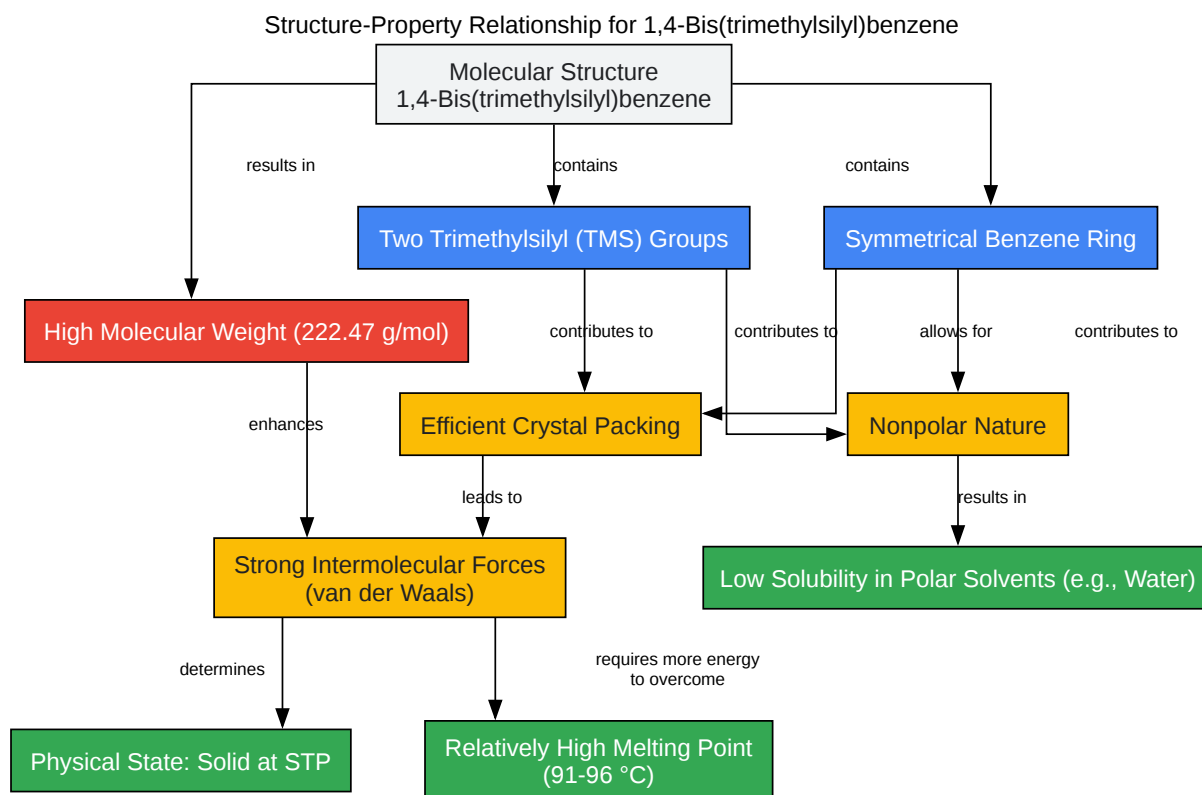 Structure-Property Relationship for 1,4-Bis(trimethylsilyl)benzene
Molecular Structure
1,4-Bis(trimethylsilyl)benzene
results in
contains
contains
Two Trimethylsilyl (TMS) Groups
Symmetrical Benzene Ring
High Molecular Weight (222.47 g/mol)
contributes to
contributes to
allows for
contributes to
enhances
Efficient Crystal Packing
Nonpolar Nature
leads to
results in
Strong Intermolecular Forces
(van der Waals)
Low Solubility in Polar Solvents (e.g., Water)
determines
requires more energy
to overcome
Physical State: Solid at STP
Relatively High Melting Point
(91-96 °C)